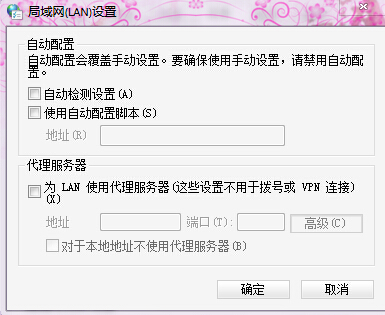 局域网(LAN)设置
自动配置
自动配置会覆盖手动设置。要确保使用手动设置，请禁用自动配
置。
自动检测设置(A)
使用自动配置脚本(S)
地址(R)
代理服务器
为 LAN 使用代理服务器(这些设置不用于拨号或 VPN 连接)
(X)
地址 端口(T): 高级(C)
对于本地地址不使用代理服务器(B)
确定 取消